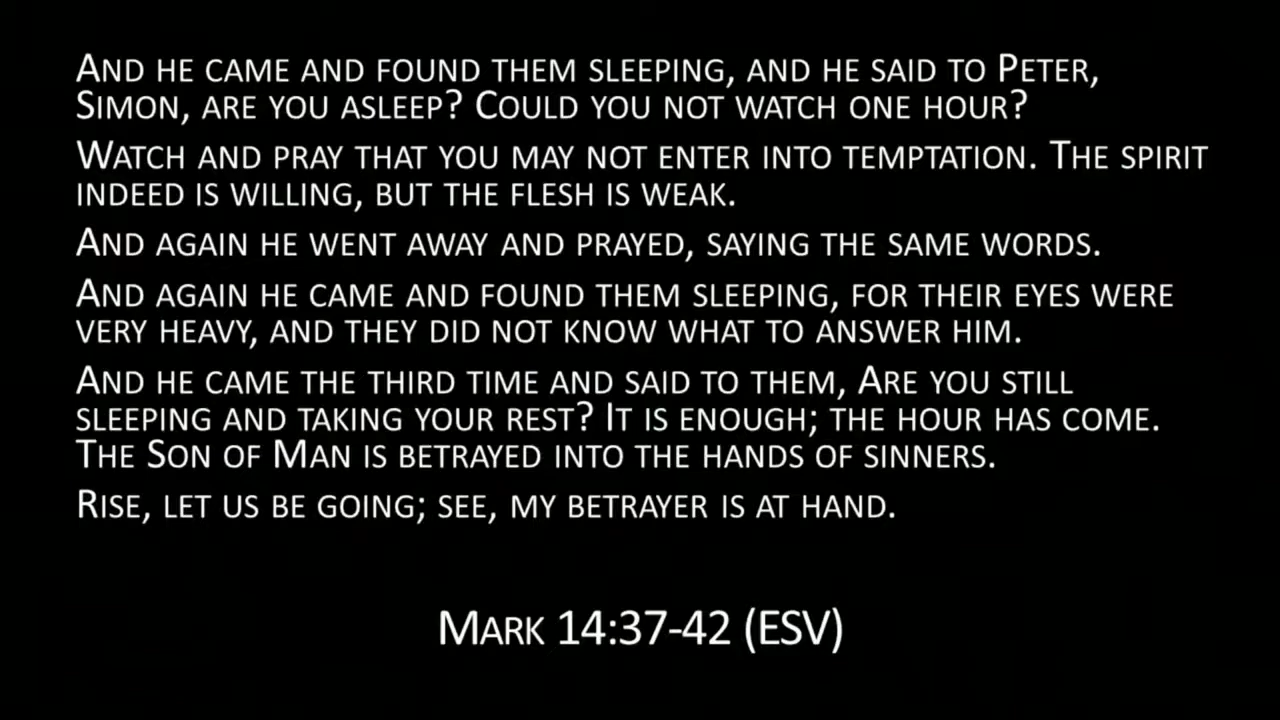 And he came and found them sleeping, and he said to Peter,
Simon, are you asleep? Could you not watch one hour?
Watch and pray that you may not enter into temptation. The spirit
indeed is willing, but the flesh is weak.
And again he went away and prayed, saying the same words.
And again he came and found them sleeping, for their eyes were
very heavy, and they did not know what to answer him.
And he came the third time and said to them, Are you still
sleeping and taking your rest? It is enough; the hour has come.
The Son of Man is betrayed into the hands of sinners.
Rise, let us be going; see, my betrayer is at hand.
Mark 14:37-42 (ESV)